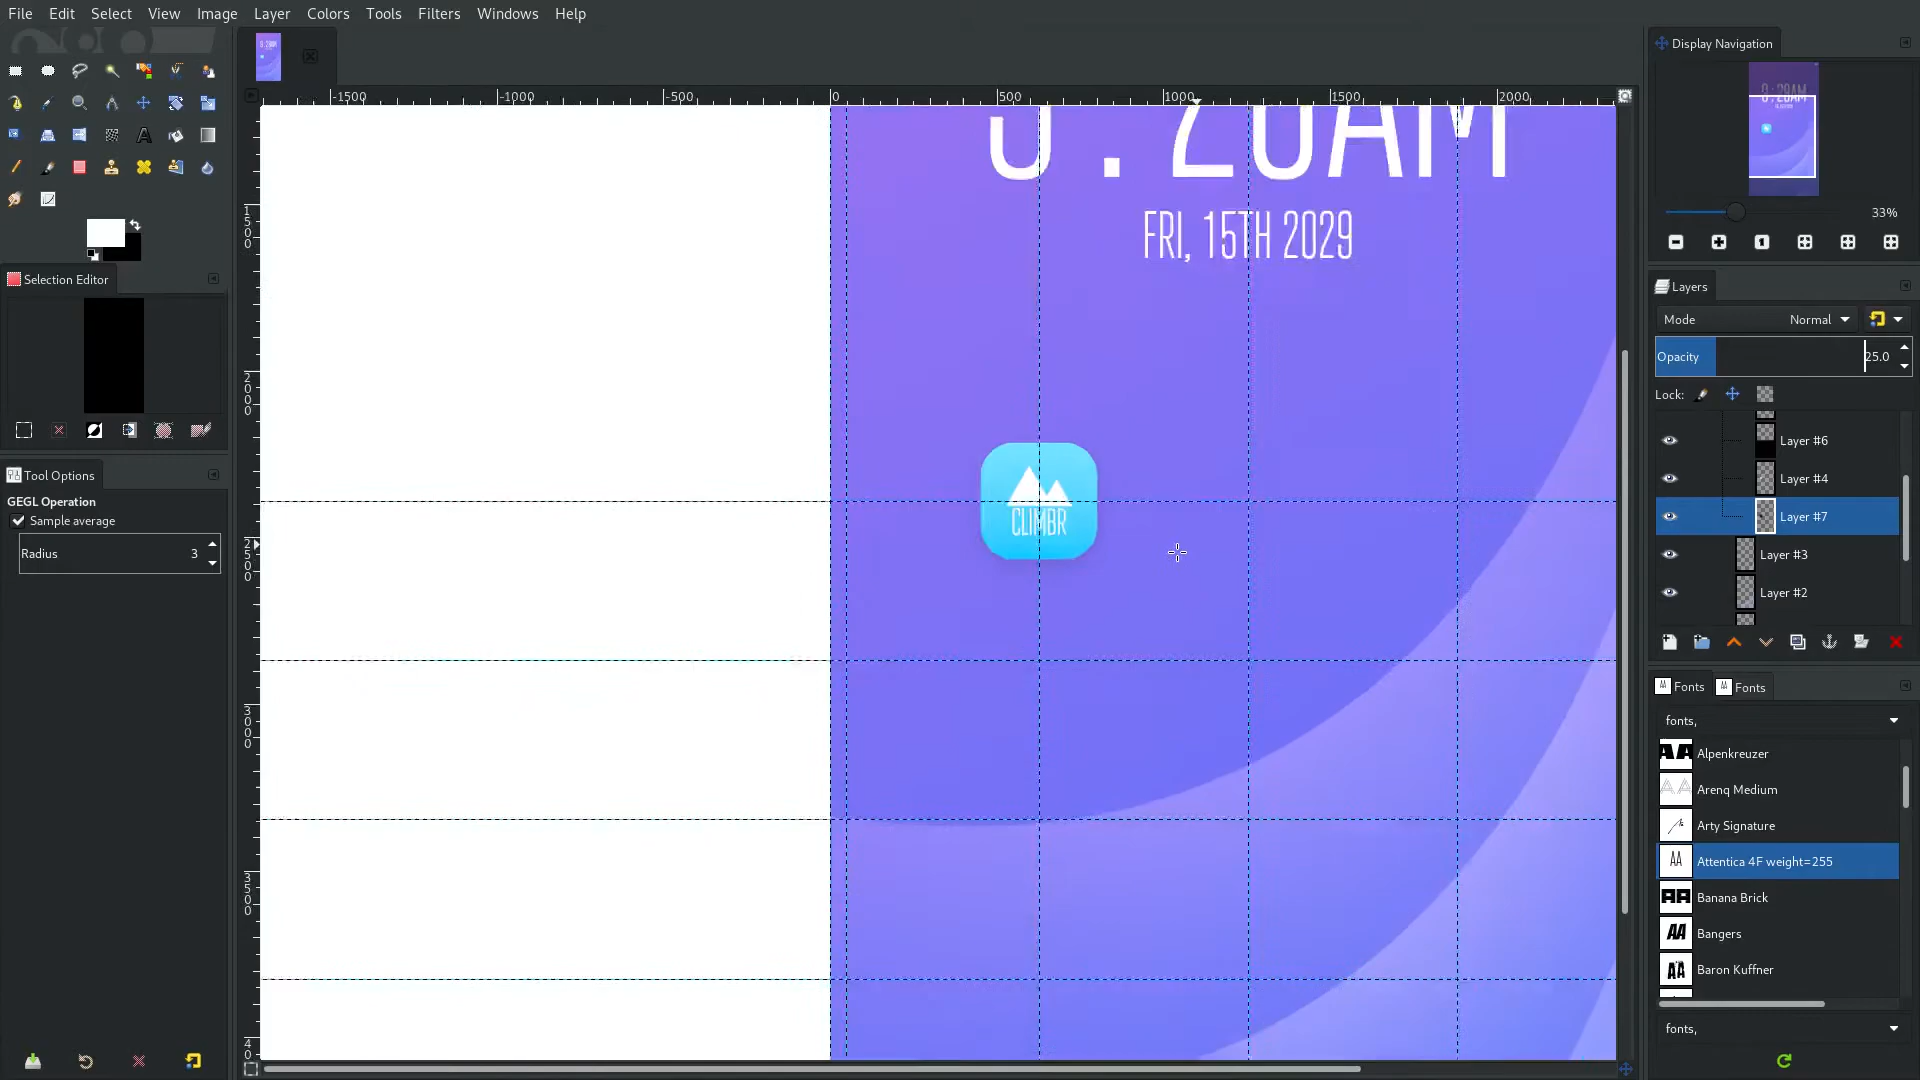 File Edit Select View Image Layer Colors Tools Filters Windows Help
Display Navigation
-1500 -1000 -500 0 500 1000 1500 2000
FRI, 15TH 2029
33%
Selection Editor
Layers
Mode Normal
Opacity 25.0
Lock:
Layer #6
Tool Options
Layer #4
GEGL Operation
CLIMBR
Layer #7
Sample average
Radius 3
Layer #3
Layer #2
Fonts Fonts
fonts,
Alpenkreuzer
Arenq Medium
Arty Signature
Attentica 4F weight=255
Banana Brick
Bangers
Baron Kuffner
fonts,